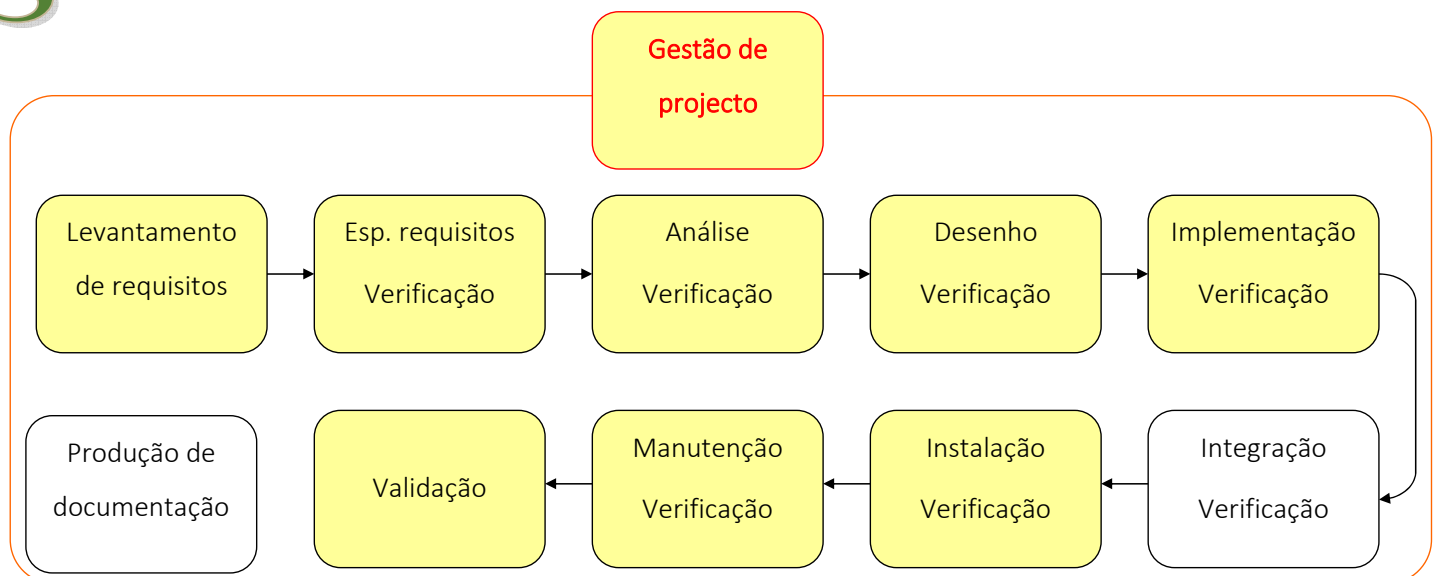 Gestão de
projecto
Levantamento
de requisitos
Esp. requisitos
Verificação
Análise
Verificação
Desenho
Verificação
Implementação
Verificação
Produção de
documentação
Validação
Manutenção
Verificação
Instalação
Verificação
Integração
Verificação